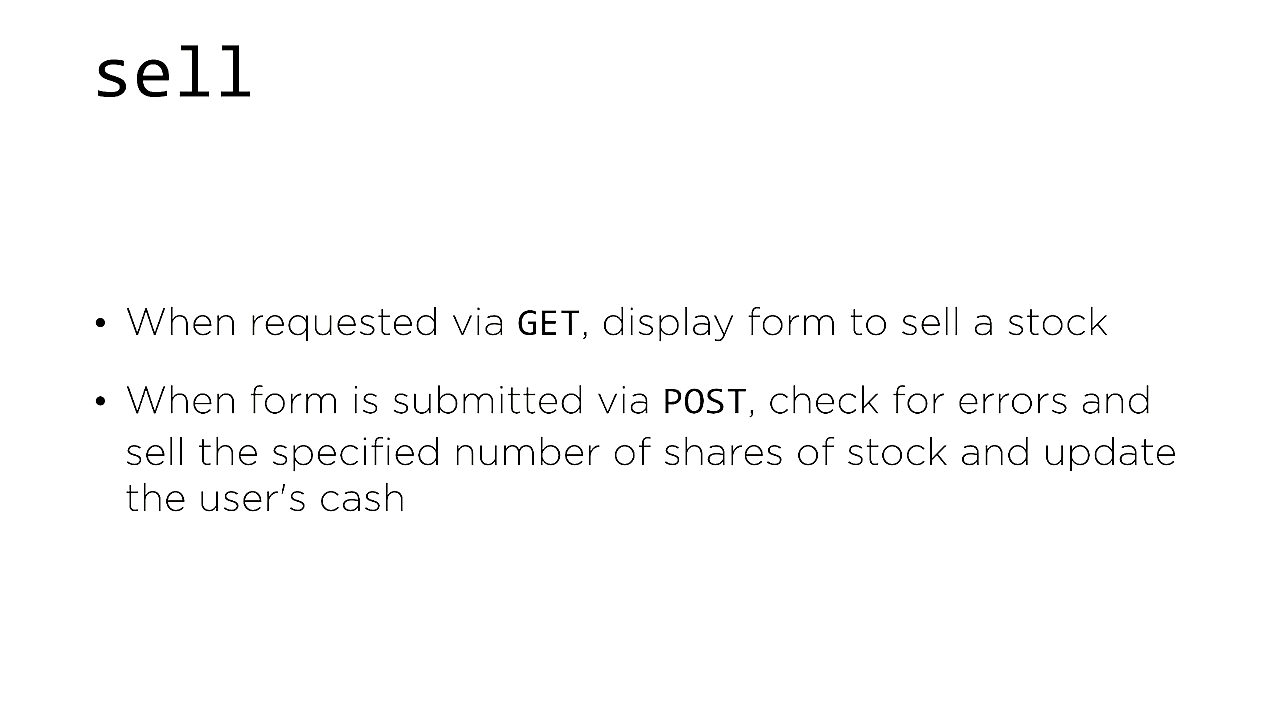 sell
• When requested via GET, display form to sell a stock
• When form is submitted via POST, check for errors and
sell the specified number of shares of stock and update
the user's cash